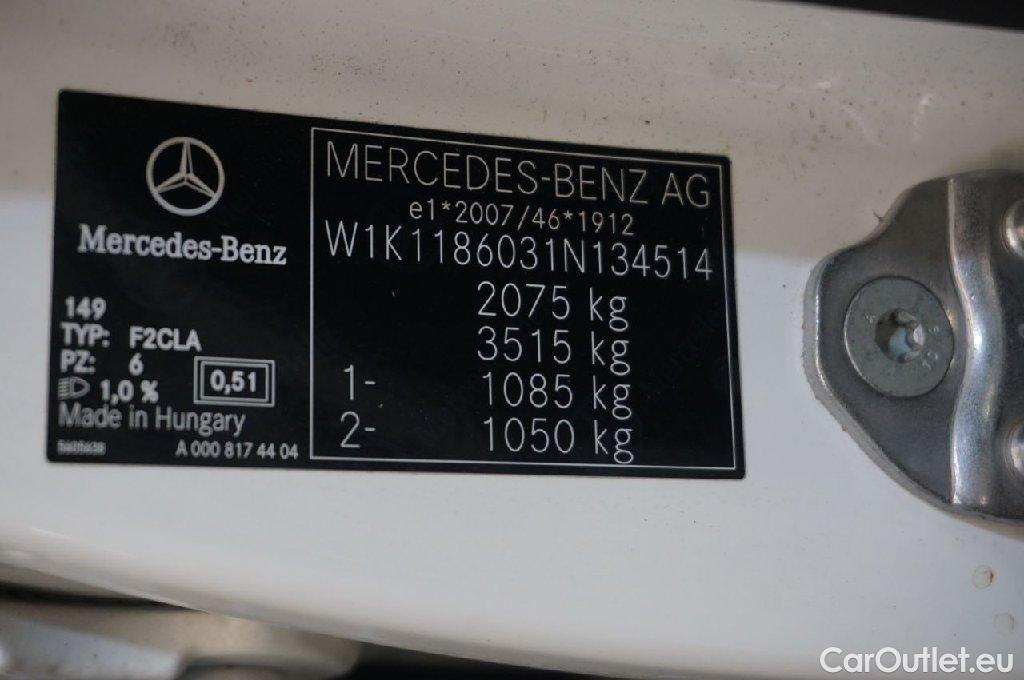 Mercedes-Benz
149
TYP: F2CLA
PZ: 6
1,0 % 0,51
Made in Hungary
A 000 817 44 04
MERCEDES-BENZ AG
e1*2007/46*1912
W1K1186031N134514
2075 kg
3515 kg
1- 1085 kg
2- 1050 kg
CarOutlet.eu